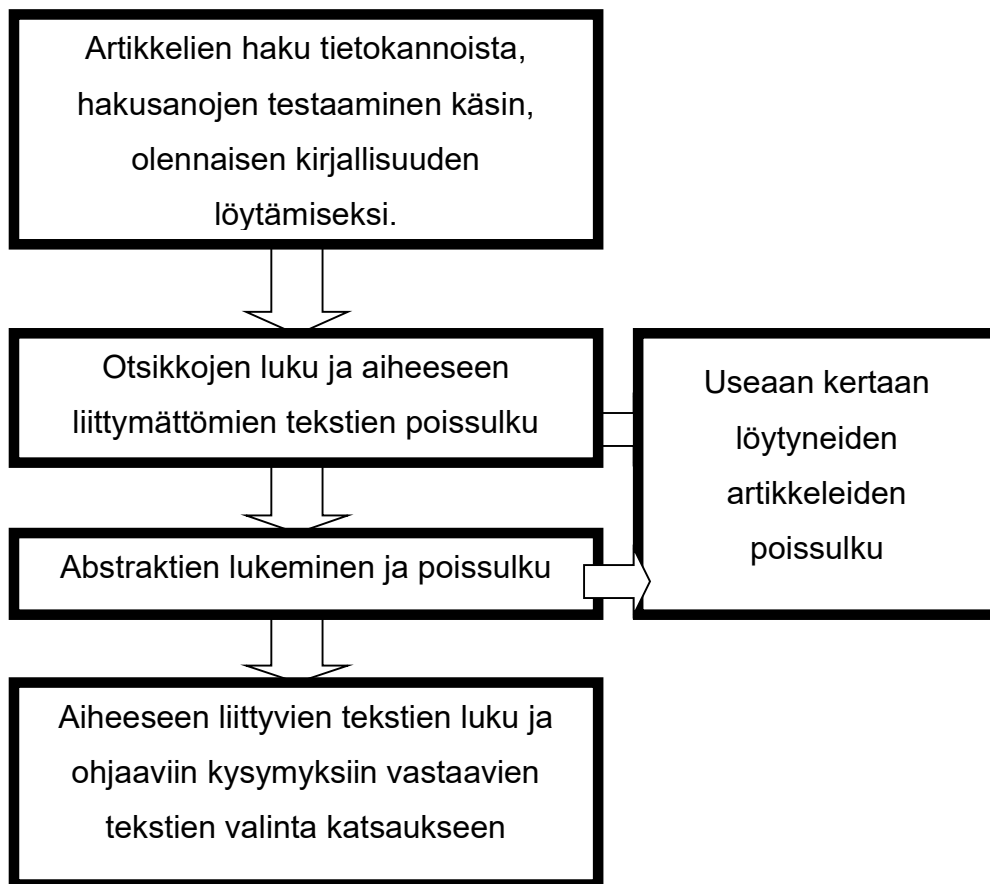 Artikkelien haku tietokannoista,
hakusanojen testaaminen käsin,
olennaisen kirjallisuuden
löytämiseksi.
Otsikkojen luku ja aiheeseen
liittymättömien tekstien poissulku
Useaan kertaan
löytyneiden
artikkeleiden
poissulku
Abstraktien lukeminen ja poissulku
Aiheeseen liittyvien tekstien luku ja
ohjaaviin kysymyksiin vastaavien
tekstien valinta katsaukseen